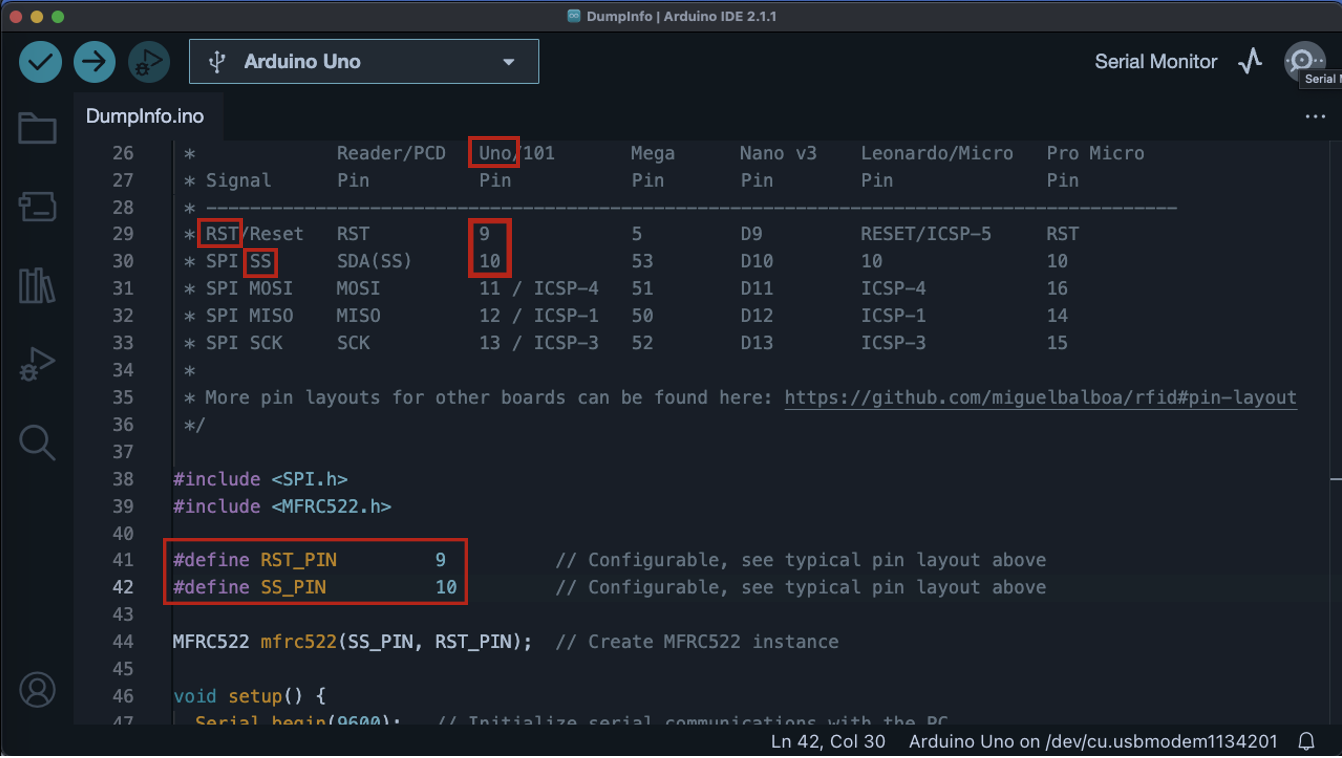 DumpInfo | Arduino IDE 2.1.1
Arduino Uno
Serial Monitor
Serial
DumpInfo.ino
26 * Reader/PCD Uno/101 Mega Nano v3 Leonardo/Micro Pro Micro
27 * Signal Pin Pin Pin Pin Pin Pin
28 * -----------------------------------------------------------------------------------------
29 * RST/Reset RST 9 5 D9 RESET/ICSP-5 RST
30 * SPI SS SDA(SS) 10 53 D10 10 10
31 * SPI MOSI MOSI 11 / ICSP-4 51 D11 ICSP-4 16
32 * SPI MISO MISO 12 / ICSP-1 50 D12 ICSP-1 14
33 * SPI SCK SCK 13 / ICSP-3 52 D13 ICSP-3 15
34 *
35 * More pin layouts for other boards can be found here: https://github.com/miguelbalboa/rfid#pin-layout
36 */
37
38 #include <SPI.h>
39 #include <MFRC522.h>
40
41 #define RST_PIN 9 // Configurable, see typical pin layout above
42 #define SS_PIN 10 // Configurable, see typical pin layout above
43
44 MFRC522 mfrc522(SS_PIN, RST_PIN); // Create MFRC522 instance
45
46 void setup() {
47 Serial.begin(9600); // Initialize serial communications with the PC
Ln 42, Col 30 Arduino Uno on /dev/cu.usbmodem1134201